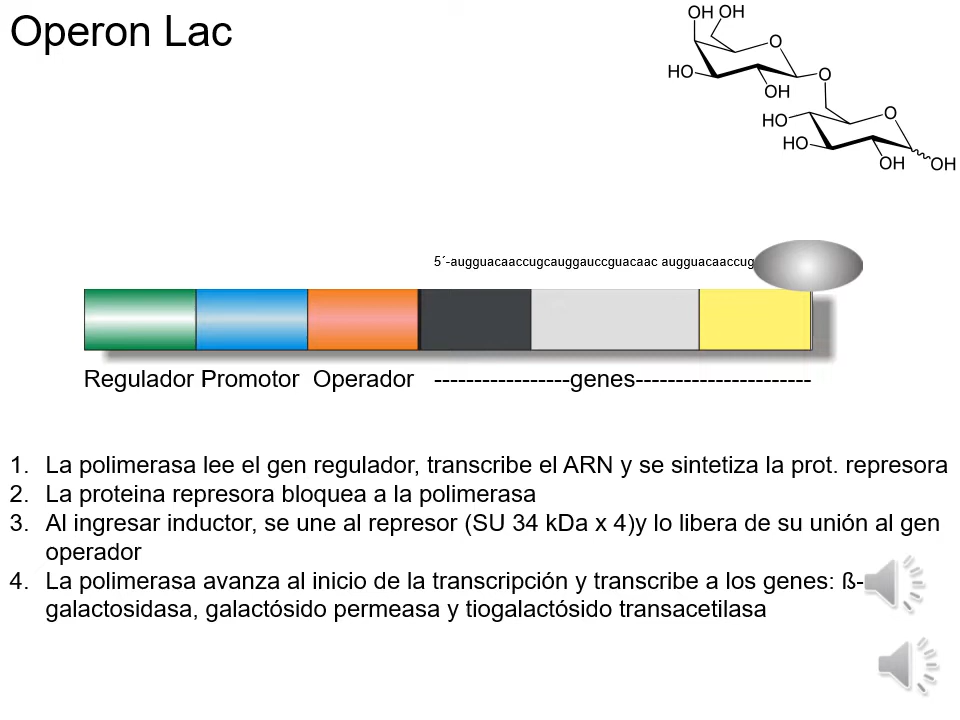 Operon Lac
OH OH
O
HO
O
OH
O
HO
HO
OH
OH
5´-augguacaaccugcauggauccguacaac augguacaaccug
Regulador Promotor Operador -----------------genes----------------------
1. La polimerasa lee el gen regulador, transcribe el ARN y se sintetiza la prot. represora
2. La proteina represora bloquea a la polimerasa
3. Al ingresar inductor, se une al represor (SU 34 kDa x 4)y lo libera de su unión al gen
operador
4. La polimerasa avanza al inicio de la transcripción y transcribe a los genes: ß-
galactosidasa, galactósido permeasa y tiogalactósido transacetilasa